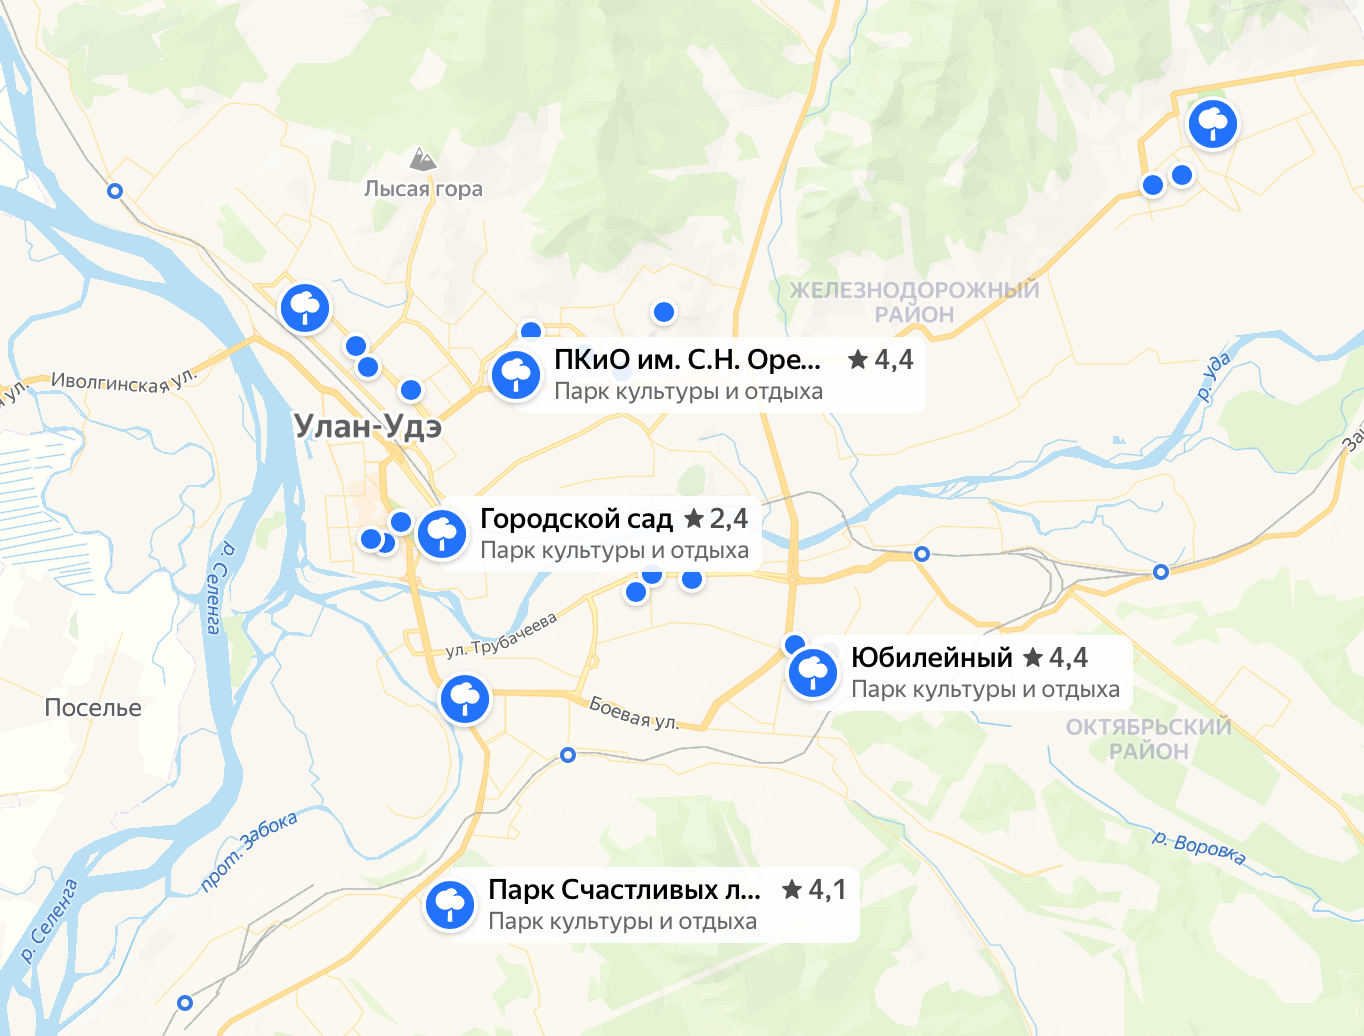 Лысая гора
ЖЕЛЕЗНОДОРОЖНЫЙ
РАЙОН
ПКиО им. С.Н. Оре... 4,4
Парк культуры и отдыха
р. Уда
Иволгинская ул.
ул.
Улан-Удэ
Городской сад 2,4
Парк культуры и отдыха
р. Селенга
ул. Трубачеева
Юбилейный 4,4
Парк культуры и отдыха
Поселье
Боевая ул.
ОКТЯБРЬСКИЙ
РАЙОН
прот. Забока
р. Воровка
Парк Счастливых л... 4,1
Парк культуры и отдыха
р. Селенга